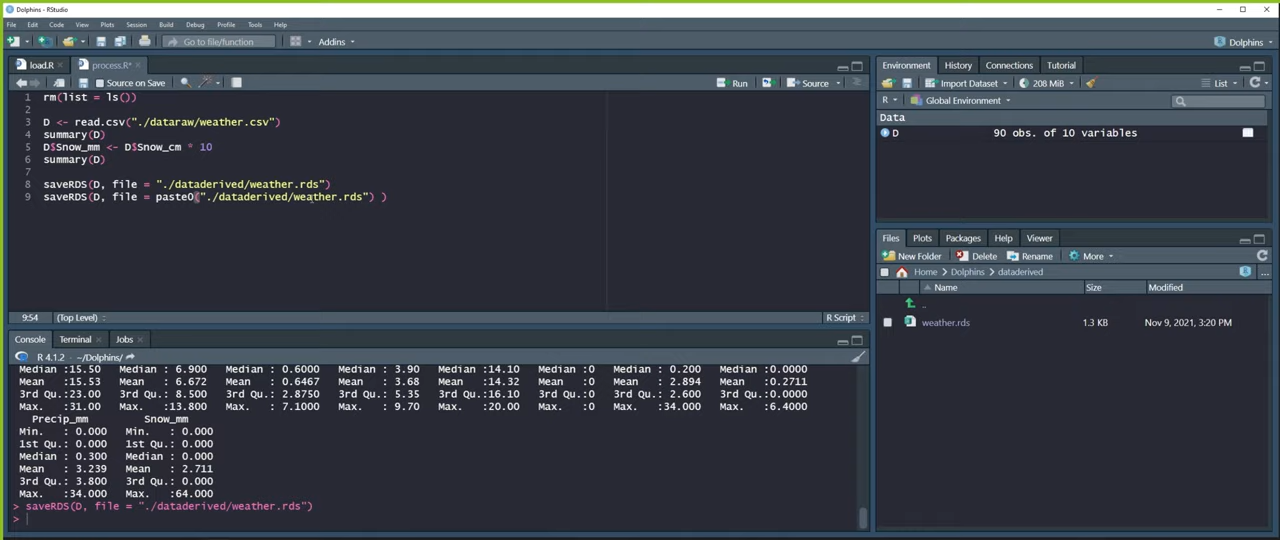 Dolphins - RStudio
File Edit Code View Plots Session Build Debug Profile Tools Help
Go to file/function Addins Dolphins
load.R process.R*
Source on Save Run Source
1 rm(list = ls())
2
3 D <- read.csv("./dataraw/weather.csv")
4 summary(D)
5 D$Snow_mm <- D$Snow_cm * 10
6 summary(D)
7
8 saveRDS(D, file = "./dataderived/weather.rds")
9 saveRDS(D, file = paste0("./dataderived/weather.rds") )
9:54 (Top Level) R Script
Console Terminal Jobs
R 4.1.2 · ~/Dolphins/
Median :15.50 Median : 6.900 Median : 0.6000 Median : 3.90 Median :14.10 Median :0 Median : 0.200 Median :0.0000
Mean :15.53 Mean : 6.672 Mean : 0.6467 Mean : 3.68 Mean :14.32 Mean :0 Mean : 2.894 Mean :0.2711
3rd Qu.:23.00 3rd Qu.: 8.500 3rd Qu.: 2.8750 3rd Qu.: 5.35 3rd Qu.:16.10 3rd Qu.:0 3rd Qu.: 2.600 3rd Qu.:0.0000
Max. :31.00 Max. :13.800 Max. : 7.1000 Max. : 9.70 Max. :20.00 Max. :0 Max. :34.000 Max. :6.4000
Precip_mm Snow_mm
Min. : 0.000 Min. : 0.000
1st Qu.: 0.000 1st Qu.: 0.000
Median : 0.300 Median : 0.000
Mean : 3.239 Mean : 2.711
3rd Qu.: 3.800 3rd Qu.: 0.000
Max. :34.000 Max. :64.000
> saveRDS(D, file = "./dataderived/weather.rds")
>
Environment History Connections Tutorial
Import Dataset 208 MiB List
R Global Environment
Data
D 90 obs. of 10 variables
Files Plots Packages Help Viewer
New Folder Delete Rename More
Home Dolphins dataderived ...
Name Size Modified
..
weather.rds 1.3 KB Nov 9, 2021, 3:20 PM